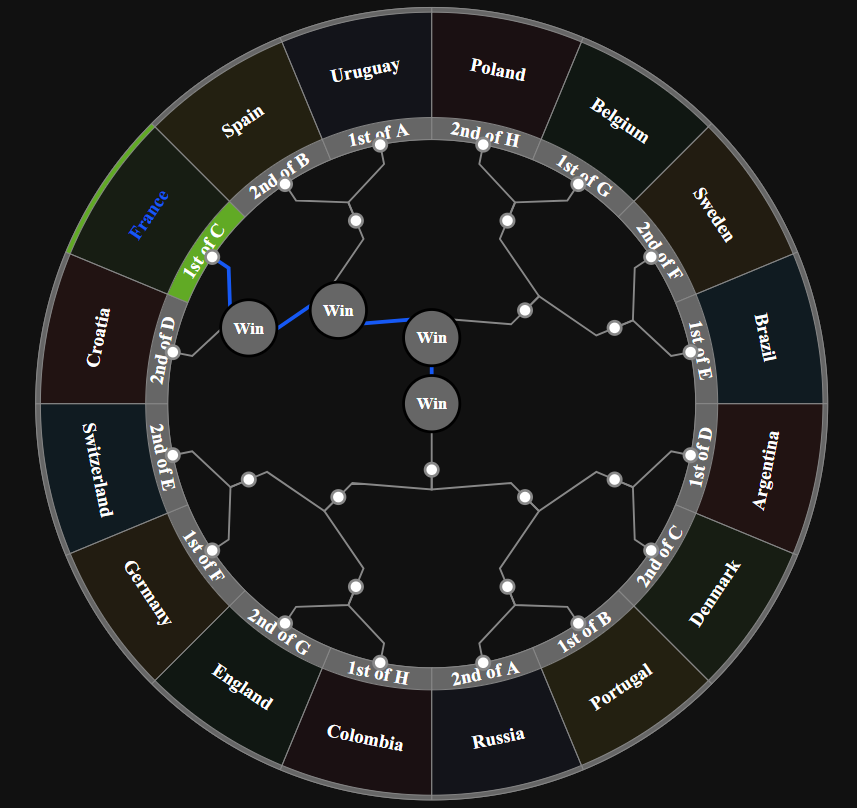 Uruguay
Poland
Belgium
Sweden
Brazil
Argentina
Denmark
Portugal
Russia
Colombia
England
Germany
Switzerland
Croatia
France
Spain
1st of A
2nd of H
1st of G
2nd of F
1st of E
1st of D
2nd of C
1st of B
2nd of A
1st of H
2nd of G
1st of F
2nd of E
2nd of D
1st of C
2nd of B
Win
Win
Win
Win